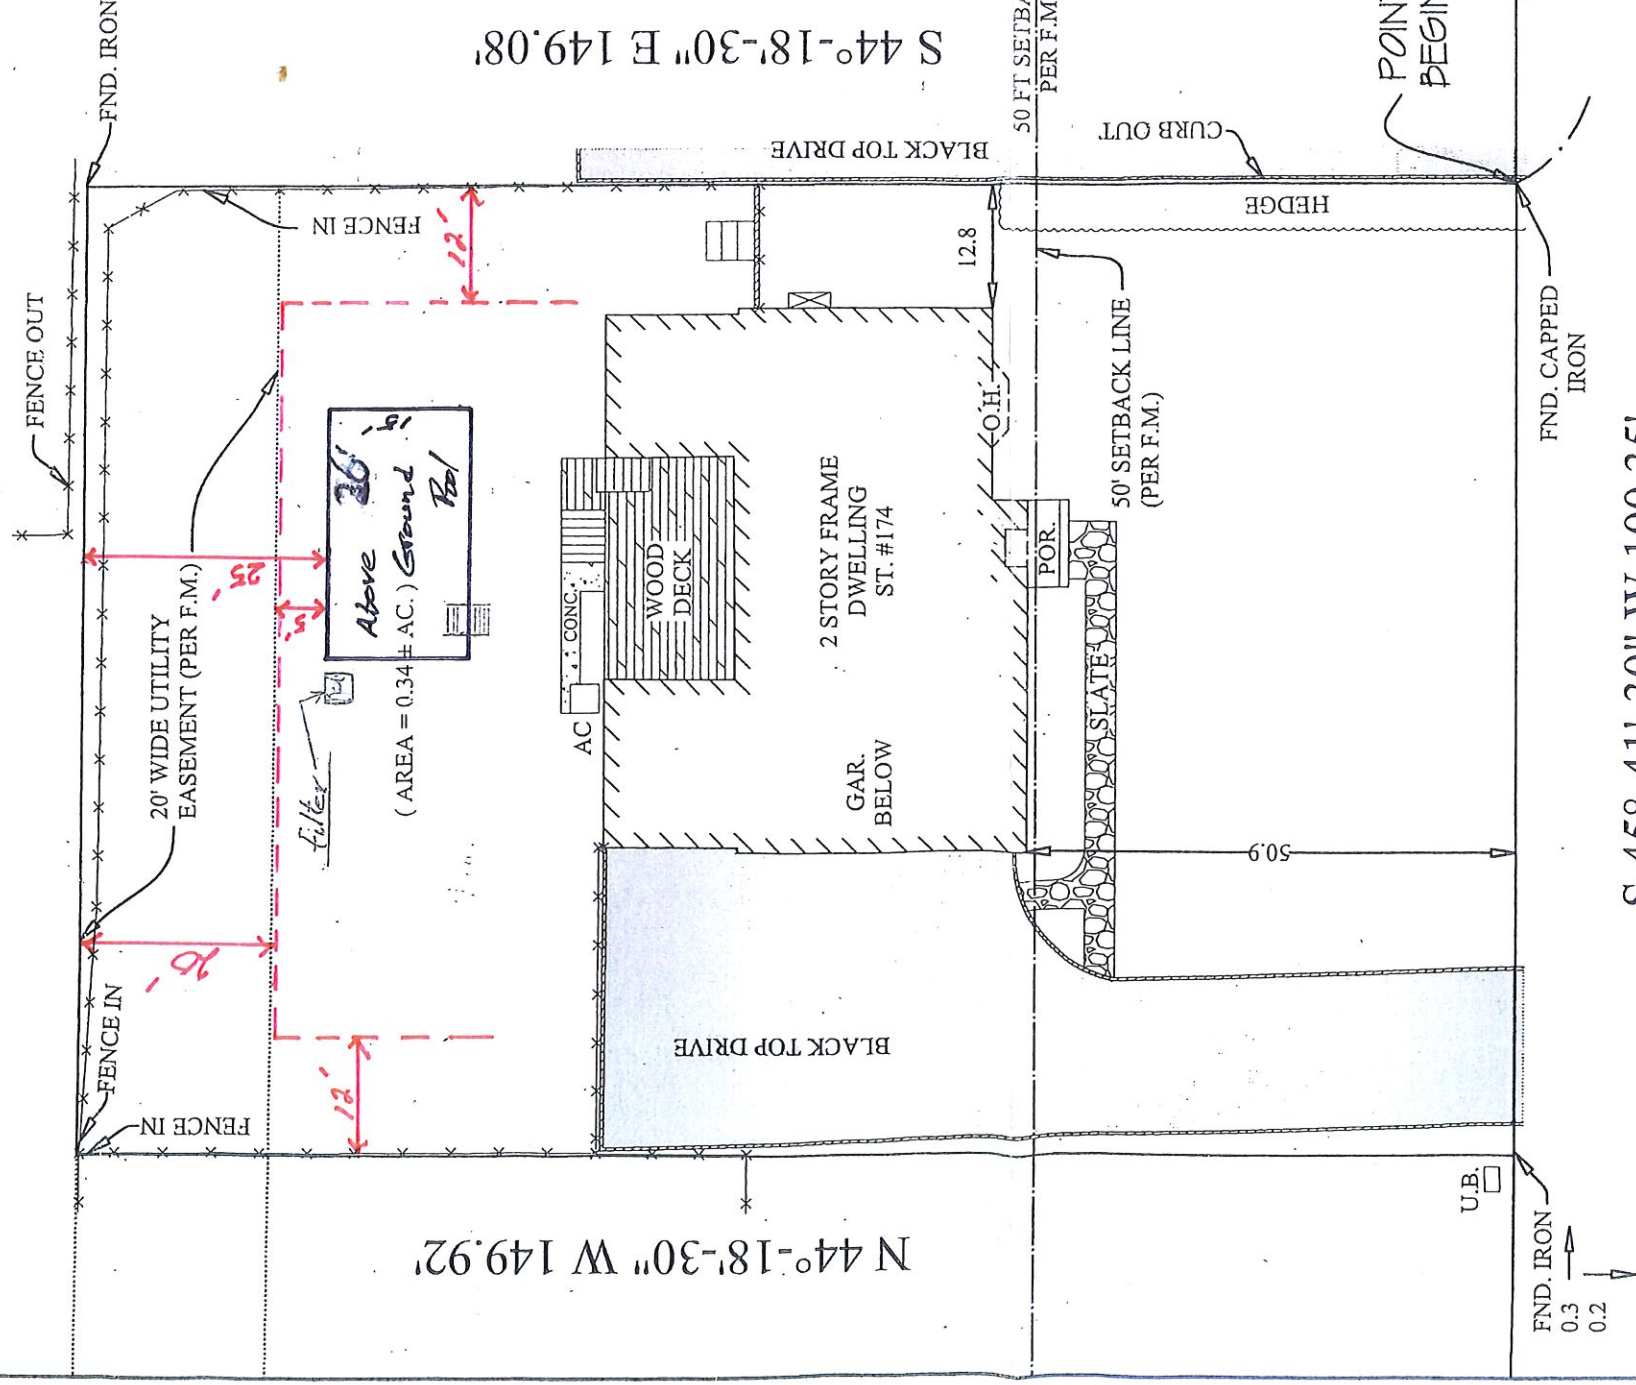 S 44°-18'-30" E 149.08'
FND. IRON
50 FT SETBA
PER F.M
POINT
BEGIN
CURB OUT
BLACK TOP DRIVE
HEDGE
FENCE IN
12'
FENCE OUT
12.8
FND. CAPPED
IRON
50' SETBACK LINE
(PER F.M.)
O.H.
26'
15'
Above Ground
Pool
25'
5'
20' WIDE UTILITY
EASEMENT (PER F.M.)
( AREA = 0.34 ± AC. )
filter
CONC.
WOOD
DECK
AC
2 STORY FRAME
DWELLING
ST. #174
POR.
SLATE
GAR.
BELOW
50.9
20'
FENCE IN
FENCE IN
12'
BLACK TOP DRIVE
U.B.
FND. IRON
0.3
0.2
N 44°-18'-30" W 149.92'